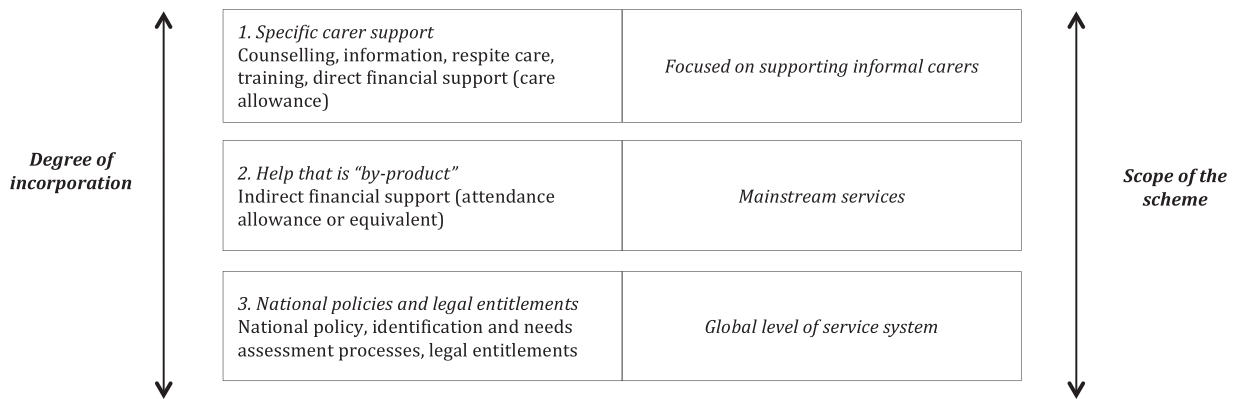 1. Specific carer support
Counselling, information, respite care,
training, direct financial support (care
allowance)
Focused on supporting informal carers
Degree of
incorporation
2. Help that is “by-product”
Indirect financial support (attendance
allowance or equivalent)
Mainstream services
Scope of the
scheme
3. National policies and legal entitlements
National policy, identification and needs
assessment processes, legal entitlements
Global level of service system